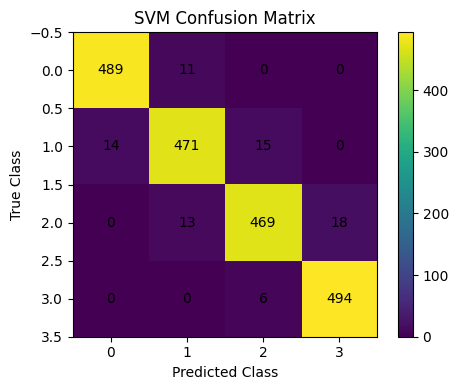 SVM Confusion Matrix
−0.5
0.0
0.5
1.0
1.5
2.0
2.5
3.0
3.5
True Class
489 11 0 0
14 471 15 0
0 13 469 18
0 0 6 494
0 1 2 3
Predicted Class
400
300
200
100
0